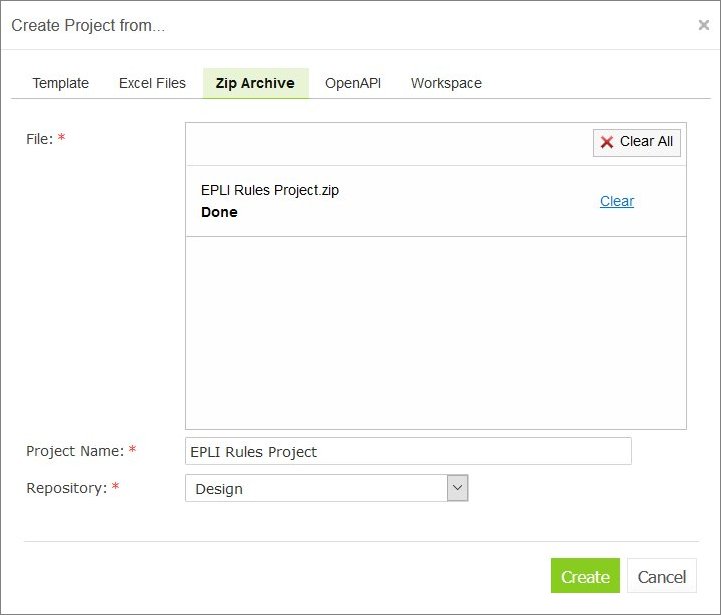 Create Project from...
Template Excel Files Zip Archive OpenAPI Workspace
File: *
Clear All
EPLI Rules Project.zip
Clear
Done
Project Name: * EPLI Rules Project
Repository: * Design
Create Cancel